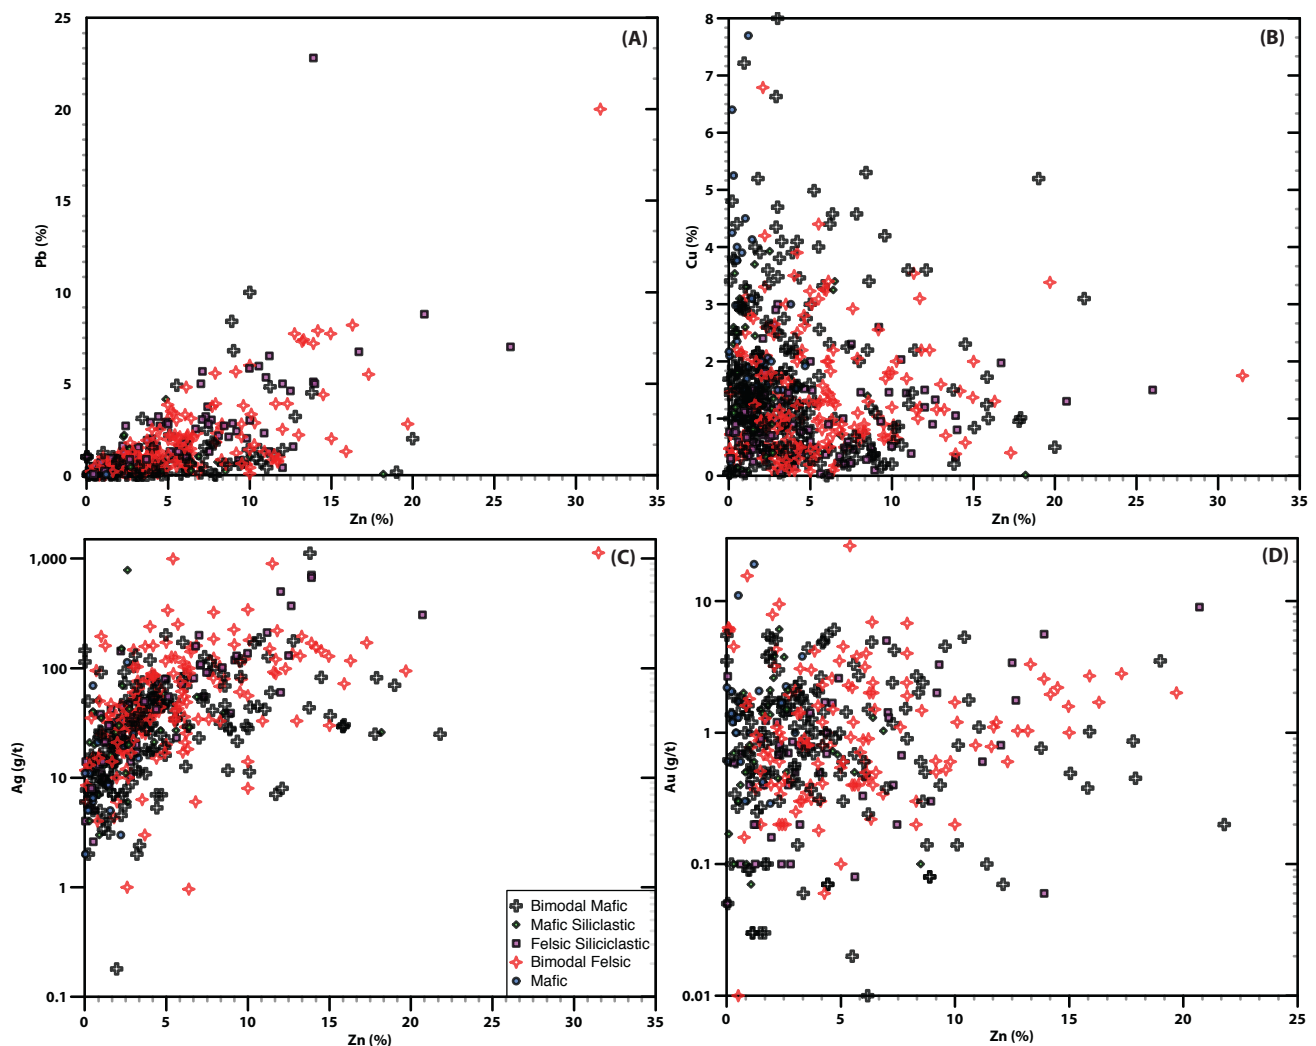 (A)
25
20
15
10
5
0
Pb (%)
0 5 10 15 20 25 30 35
Zn (%)
(B)
8
7
6
5
4
3
2
1
0
Cu (%)
0 5 10 15 20 25 30 35
Zn (%)
(C)
1,000
100
10
1
0.1
Ag (g/t)
0 5 10 15 20 25 30 35
Zn (%)
Bimodal Mafic
Mafic Siliclastic
Felsic Siliciclastic
Bimodal Felsic
Mafic
(D)
10
1
0.1
0.01
Au (g/t)
0 5 10 15 20 25
Zn (%)